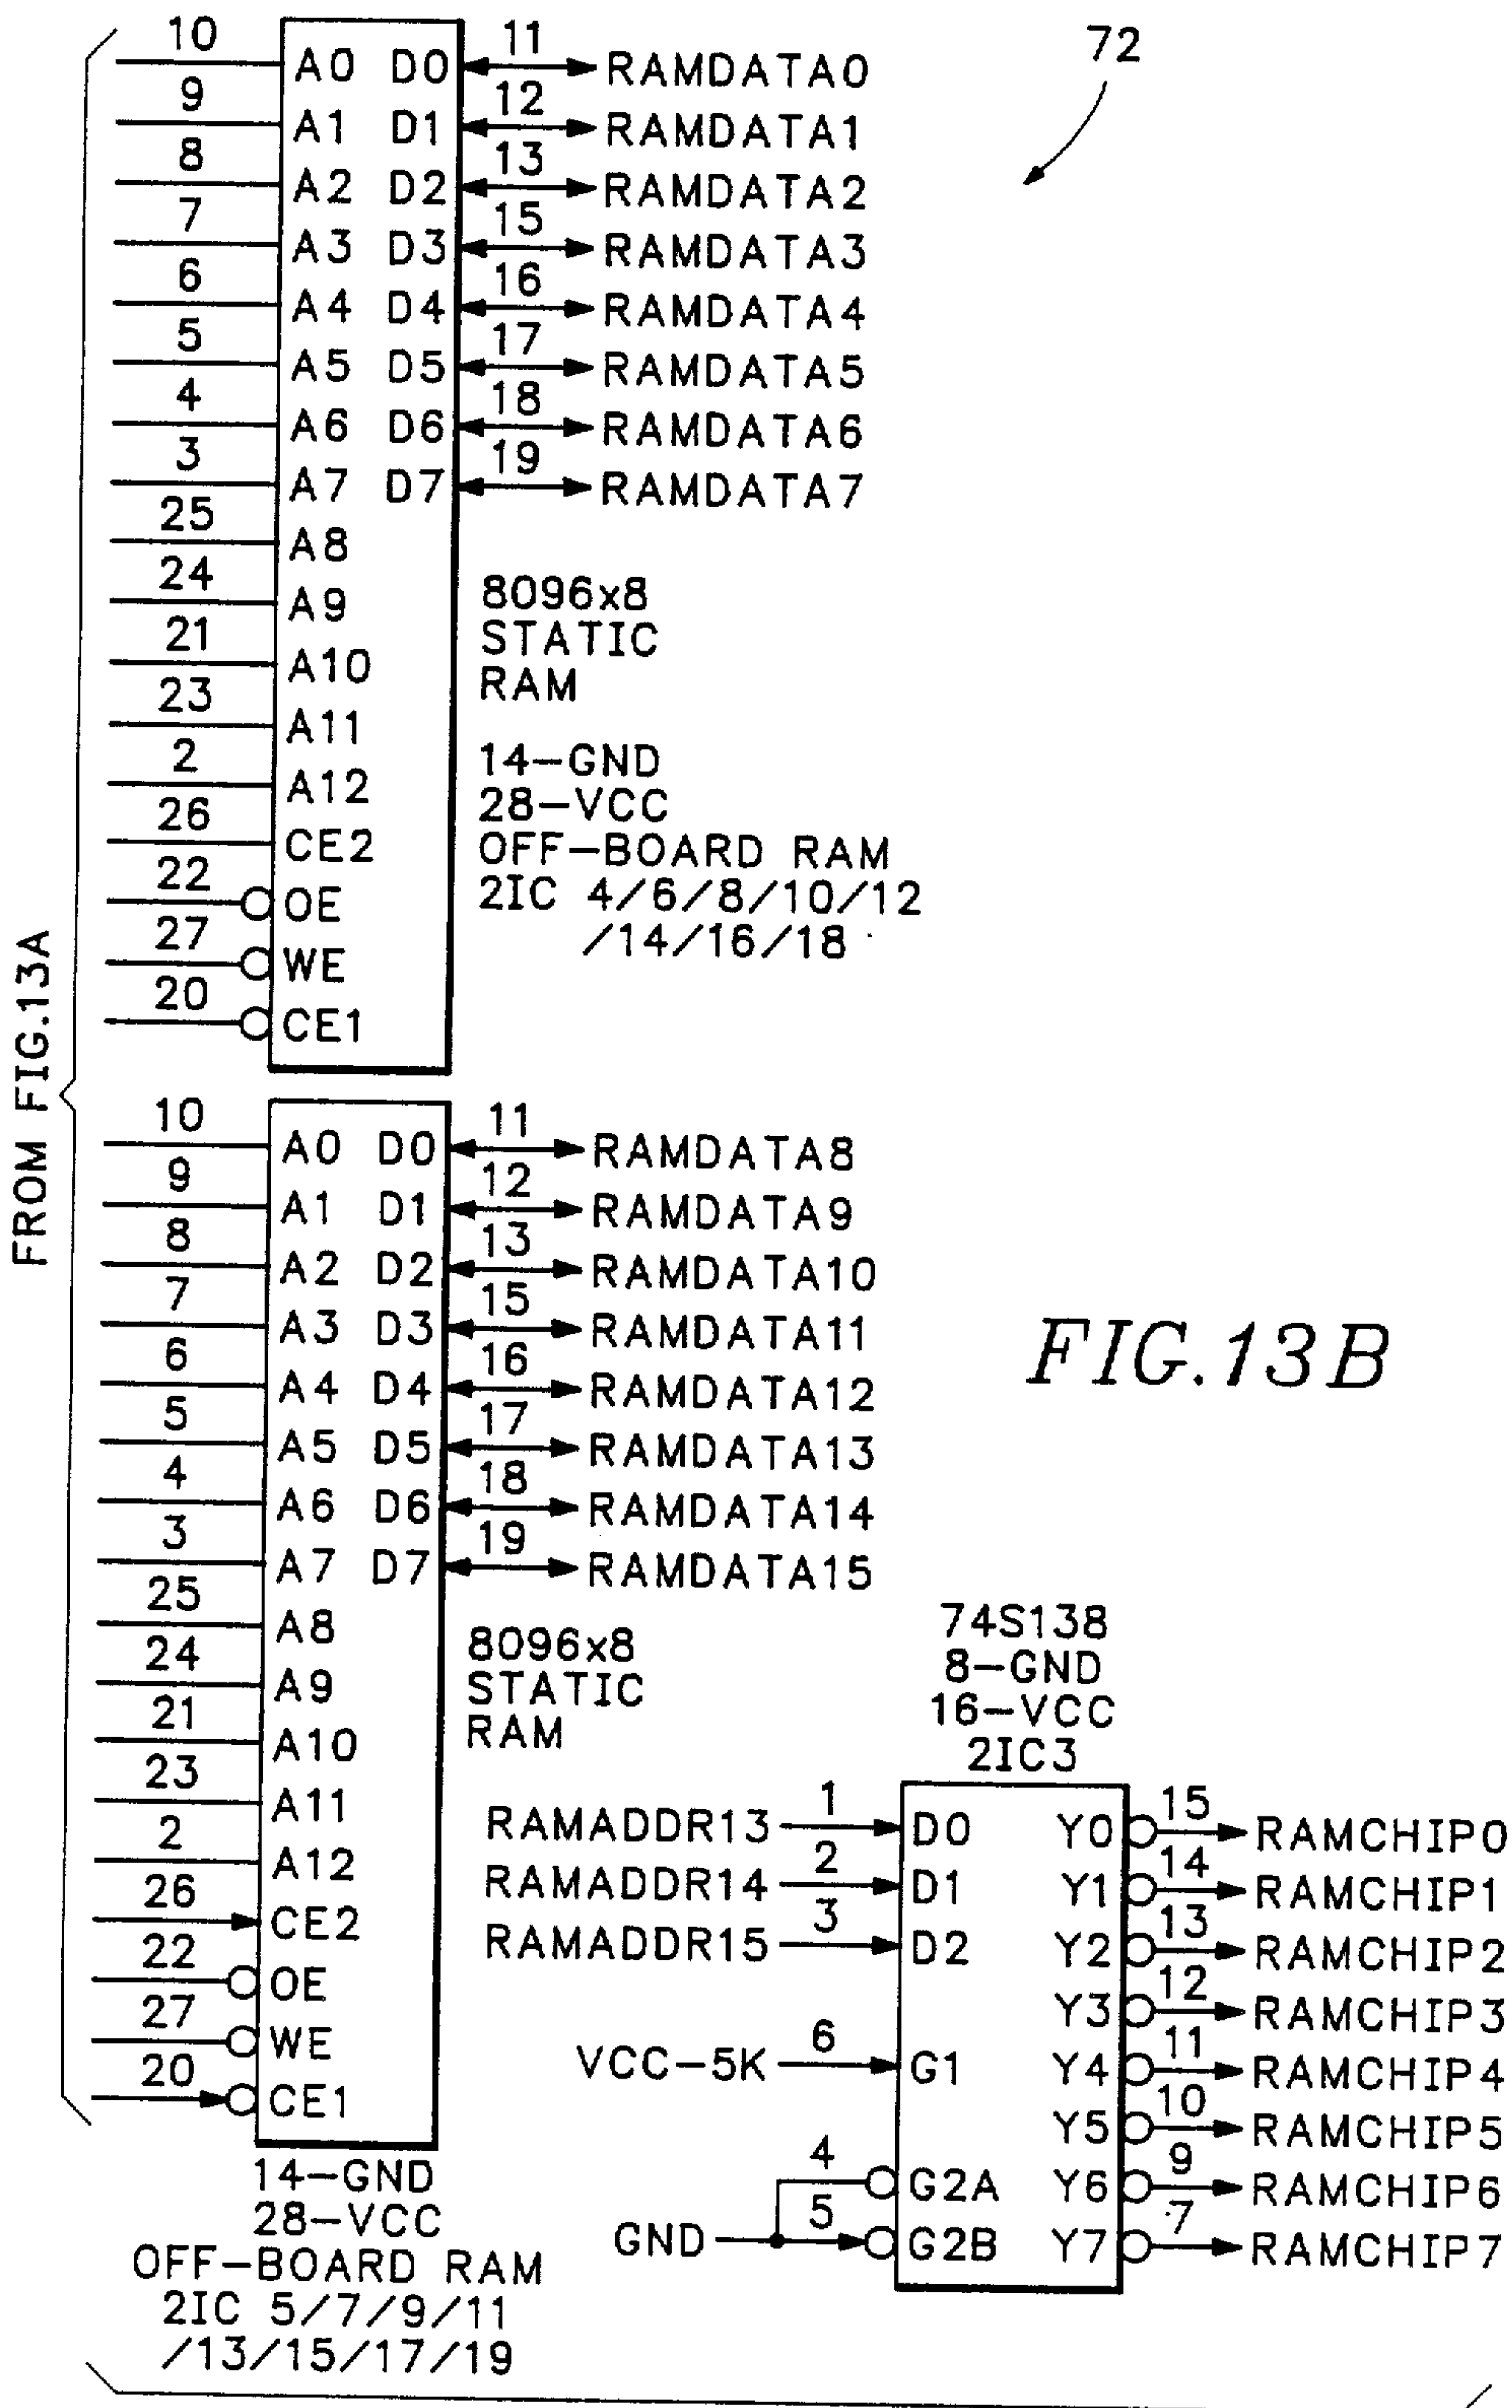 72
FROM FIG.13A
10 A0 D0 11 RAMDATA0
9 A1 D1 12 RAMDATA1
8 A2 D2 13 RAMDATA2
7 A3 D3 15 RAMDATA3
6 A4 D4 16 RAMDATA4
5 A5 D5 17 RAMDATA5
4 A6 D6 18 RAMDATA6
3 A7 D7 19 RAMDATA7
25 A8
24 A9
21 A10
23 A11
2 A12
26 CE2
22 OE
27 WE
20 CE1
8096x8
STATIC
RAM
14-GND
28-VCC
OFF-BOARD RAM
2IC 4/6/8/10/12
/14/16/18
10 A0 D0 11 RAMDATA8
9 A1 D1 12 RAMDATA9
8 A2 D2 13 RAMDATA10
7 A3 D3 15 RAMDATA11
6 A4 D4 16 RAMDATA12
5 A5 D5 17 RAMDATA13
4 A6 D6 18 RAMDATA14
3 A7 D7 19 RAMDATA15
25 A8
24 A9
21 A10
23 A11
2 A12
26 CE2
22 OE
27 WE
20 CE1
8096x8
STATIC
RAM
14-GND
28-VCC
OFF-BOARD RAM
2IC 5/7/9/11
/13/15/17/19
FIG.13B
74S138
8-GND
16-VCC
2IC3
RAMADDR13 1 D0 Y0 15 RAMCHIP0
RAMADDR14 2 D1 Y1 14 RAMCHIP1
RAMADDR15 3 D2 Y2 13 RAMCHIP2
Y3 12 RAMCHIP3
VCC-5K 6 G1 Y4 11 RAMCHIP4
Y5 10 RAMCHIP5
4 G2A Y6 9 RAMCHIP6
GND 5 G2B Y7 7 RAMCHIP7